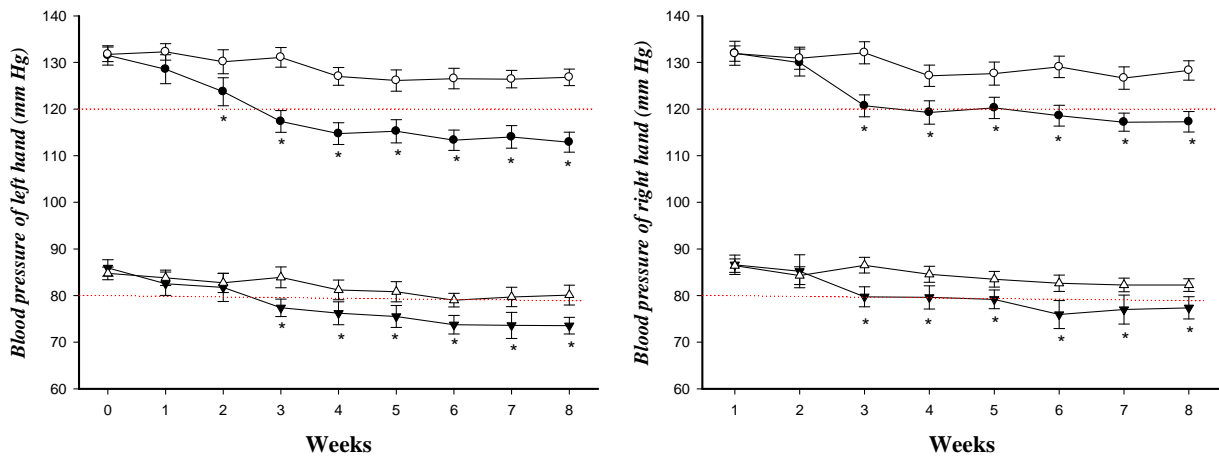 Blood pressure of left hand (mm Hg)
140
130
120
110
100
90
80
70
60
* * * * * * *
* * * * * *
0 1 2 3 4 5 6 7 8
Weeks
Blood pressure of right hand (mm Hg)
140
130
120
110
100
90
80
70
60
* * * * * *
* * * * * *
1 2 3 4 5 6 7 8
Weeks